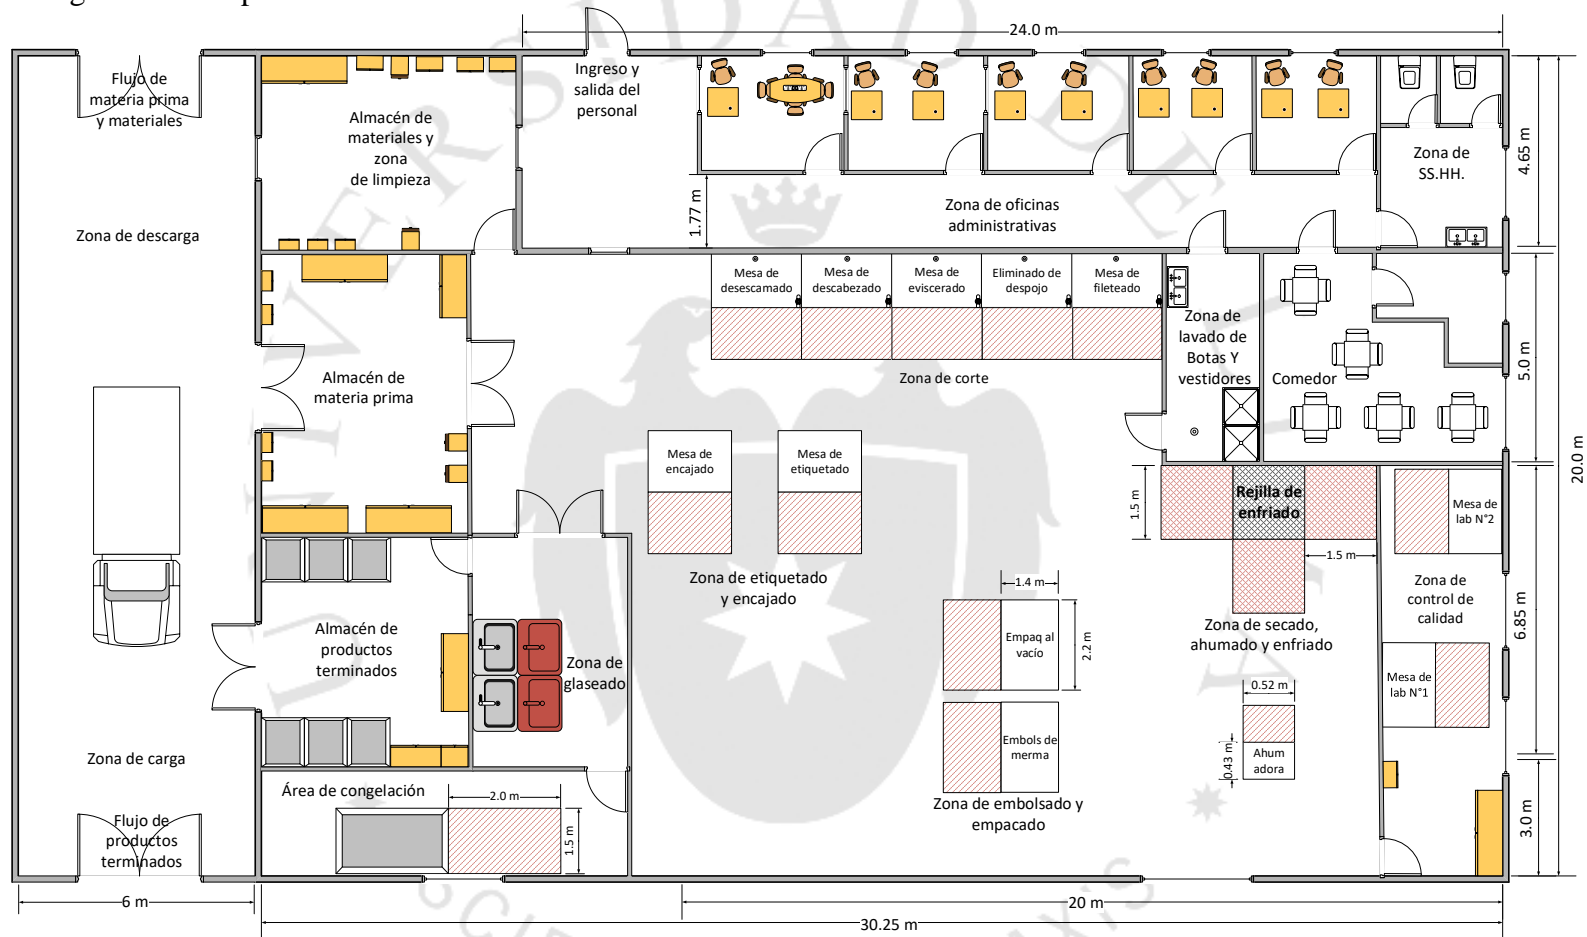 24.0 m
Flujo de
materia prima
y materiales
Almacén de
materiales y
zona
de limpieza
Ingreso y
salida del
personal
Zona de descarga
1.77 m
Zona de oficinas
administrativas
Zona de
SS.HH.
4.65 m
Mesa de
desescamado
Mesa de
descabezado
Mesa de
eviscerado
Eliminado de
despojo
Mesa de
fileteado
Zona de corte
Zona de
lavado de
Botas Y
vestidores
Comedor
5.0 m
20.0 m
Almacén de
materia prima
Mesa de
encajado
Mesa de
etiquetado
Zona de etiquetado
y encajado
1.5 m
Rejilla de
enfriado
1.5 m
Mesa de
lab N°2
Zona de
control de
calidad
6.85 m
1.4 m
Empaq al
vacío
2.2 m
Zona de secado,
ahumado y enfriado
Almacén de
productos
terminados
Zona de
glaseado
Mesa de
lab N°1
0.52 m
Embols de
merma
0.43 m
Ahum
adora
Zona de embolsado y
empacado
Zona de carga
Área de congelación
2.0 m
1.5 m
3.0 m
Flujo de
productos
terminados
6 m
20 m
30.25 m